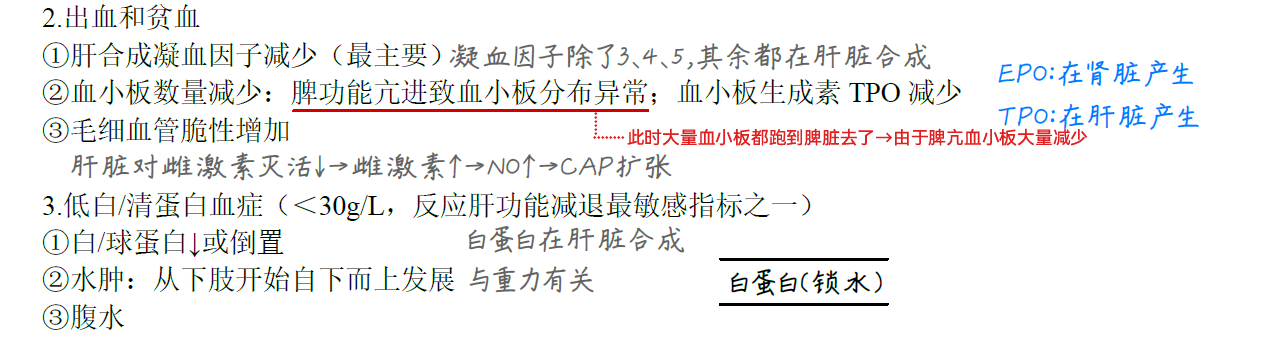 2.出血和贫血
①肝合成凝血因子减少（最主要）凝血因子除了3、4、5,其余都在肝脏合成
EPO:在肾脏产生
②血小板数量减少：脾功能亢进致血小板分布异常；血小板生成素 TPO 减少
TPO:在肝脏产生
③毛细血管脆性增加
此时大量血小板都跑到脾脏去了→由于脾亢血小板大量减少
肝脏对雌激素灭活↓→雌激素↑→NO↑→CAP扩张
3.低白/清蛋白血症（＜30g/L，反应肝功能减退最敏感指标之一）
①白/球蛋白↓或倒置 白蛋白在肝脏合成
②水肿：从下肢开始自下而上发展 与重力有关
白蛋白(锁水)
③腹水